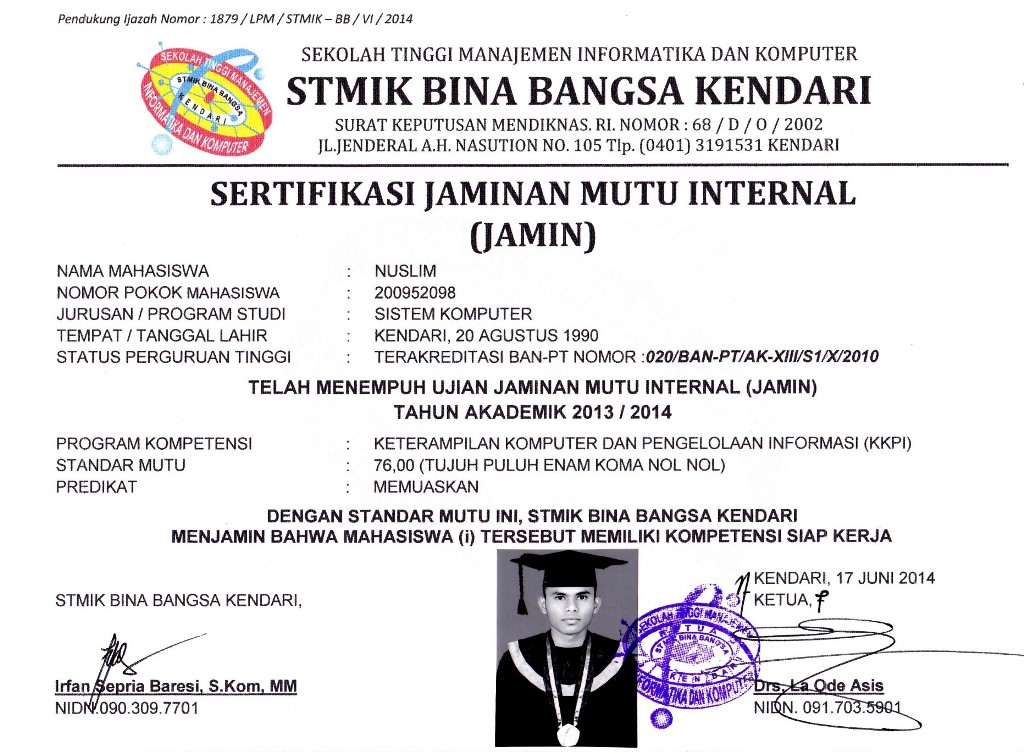 Pendukung Ijazah Nomor : 1879 / LPM / STMIK – BB / VI / 2014
SEKOLAH TINGGI MANAJEMEN INFORMATIKA DAN KOMPUTER
STMIK BINA BANGSA KENDARI
SURAT KEPUTUSAN MENDIKNAS. RI. NOMOR : 68 / D / O / 2002
JL.JENDERAL A.H. NASUTION NO. 105 Tlp. (0401) 3191531 KENDARI
SEKOLAH TINGGI MANAJEMEN
STMIK BINA BANGSA
KENDARI
INFORMATIKA DAN KOMPUTER
SERTIFIKASI JAMINAN MUTU INTERNAL
(JAMIN)
NAMA MAHASISWA : NUSLIM
NOMOR POKOK MAHASISWA : 200952098
JURUSAN / PROGRAM STUDI : SISTEM KOMPUTER
TEMPAT / TANGGAL LAHIR : KENDARI, 20 AGUSTUS 1990
STATUS PERGURUAN TINGGI : TERAKREDITASI BAN-PT NOMOR :020/BAN-PT/AK-XIII/S1/X/2010
TELAH MENEMPUH UJIAN JAMINAN MUTU INTERNAL (JAMIN)
TAHUN AKADEMIK 2013 / 2014
PROGRAM KOMPETENSI : KETERAMPILAN KOMPUTER DAN PENGELOLAAN INFORMASI (KKPI)
STANDAR MUTU : 76,00 (TUJUH PULUH ENAM KOMA NOL NOL)
PREDIKAT : MEMUASKAN
DENGAN STANDAR MUTU INI, STMIK BINA BANGSA KENDARI
MENJAMIN BAHWA MAHASISWA (i) TERSEBUT MEMILIKI KOMPETENSI SIAP KERJA
KENDARI, 17 JUNI 2014
STMIK BINA BANGSA KENDARI,
KETUA,
SEKOLAH TINGGI MANAJEMEN
KETUA
STMIK BINA BANGSA
KENDARI
INFORMATIKA DAN KOMPUTER
Irfan Sepria Baresi, S.Kom, MM
NIDN.090.309.7701
Drs. La Ode Asis
NIDN. 091.703.5901